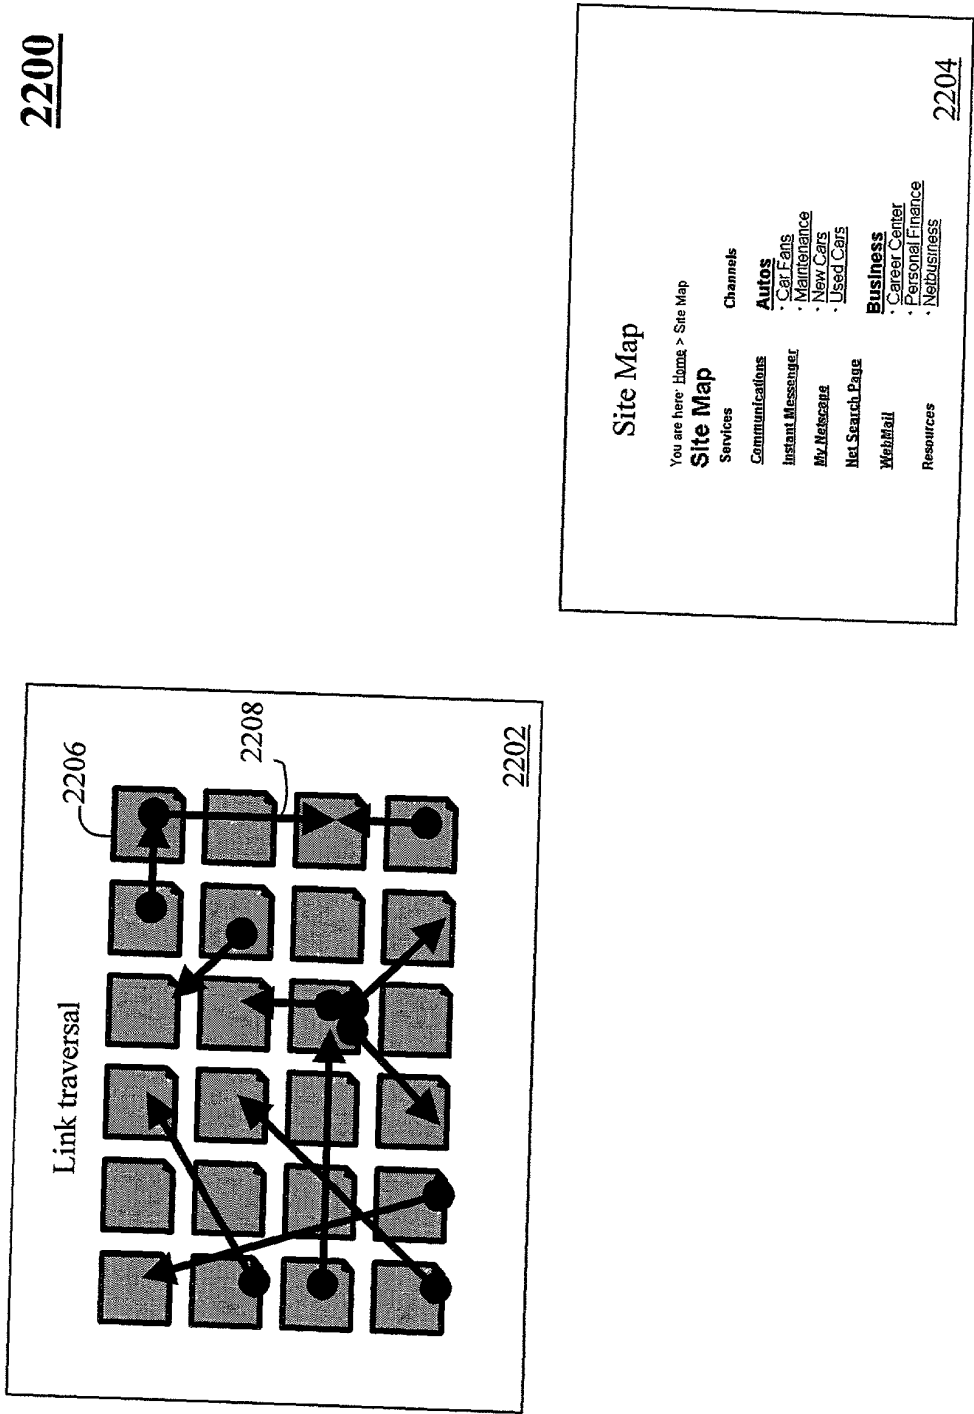 2200
Link traversal
2206
2208
2202
Site Map
You are here: Home > Site Map
Site Map
Services
Channels
Communications
Instant Messenger
My Netscape
Net Search Page
WebMail
Resources
Autos
· Car Fans
· Maintenance
· New Cars
· Used Cars
Business
· Career Center
· Personal Finance
· Netbusiness
2204